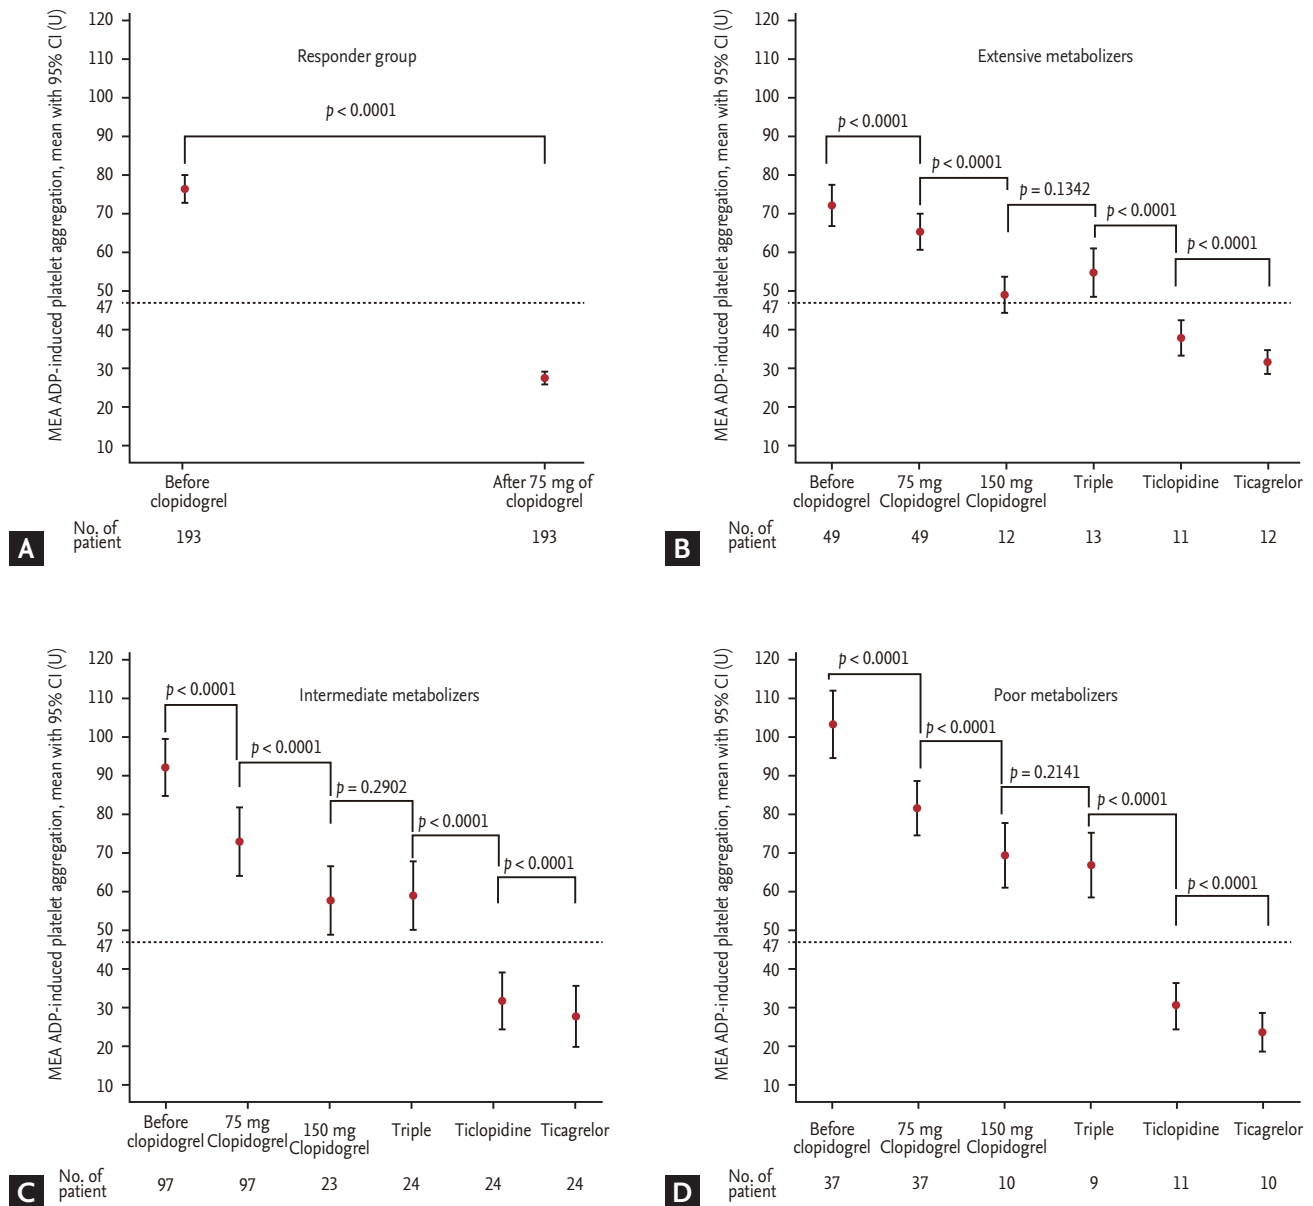 MEA ADP-induced platelet aggregation, mean with 95% CI (U)
120
110
100
90
80
70
60
50
47
40
30
20
10
Responder group
p < 0.0001
Before clopidogrel
After 75 mg of clopidogrel
No. of patient
193
193
A
MEA ADP-induced platelet aggregation, mean with 95% CI (U)
120
110
100
90
80
70
60
50
47
40
30
20
10
Extensive metabolizers
p < 0.0001
p < 0.0001
p = 0.1342
p < 0.0001
p < 0.0001
Before clopidogrel
75 mg Clopidogrel
150 mg Clopidogrel
Triple
Ticlopidine
Ticagrelor
No. of patient
49
49
12
13
11
12
B
MEA ADP-induced platelet aggregation, mean with 95% CI (U)
120
110
100
90
80
70
60
50
47
40
30
20
10
Intermediate metabolizers
p < 0.0001
p < 0.0001
p = 0.2902
p < 0.0001
p < 0.0001
Before clopidogrel
75 mg Clopidogrel
150 mg Clopidogrel
Triple
Ticlopidine
Ticagrelor
No. of patient
97
97
23
24
24
24
C
MEA ADP-induced platelet aggregation, mean with 95% CI (U)
120
110
100
90
80
70
60
50
47
40
30
20
10
Poor metabolizers
p < 0.0001
p < 0.0001
p = 0.2141
p < 0.0001
p < 0.0001
Before clopidogrel
75 mg Clopidogrel
150 mg Clopidogrel
Triple
Ticlopidine
Ticagrelor
No. of patient
37
37
10
9
11
10
D